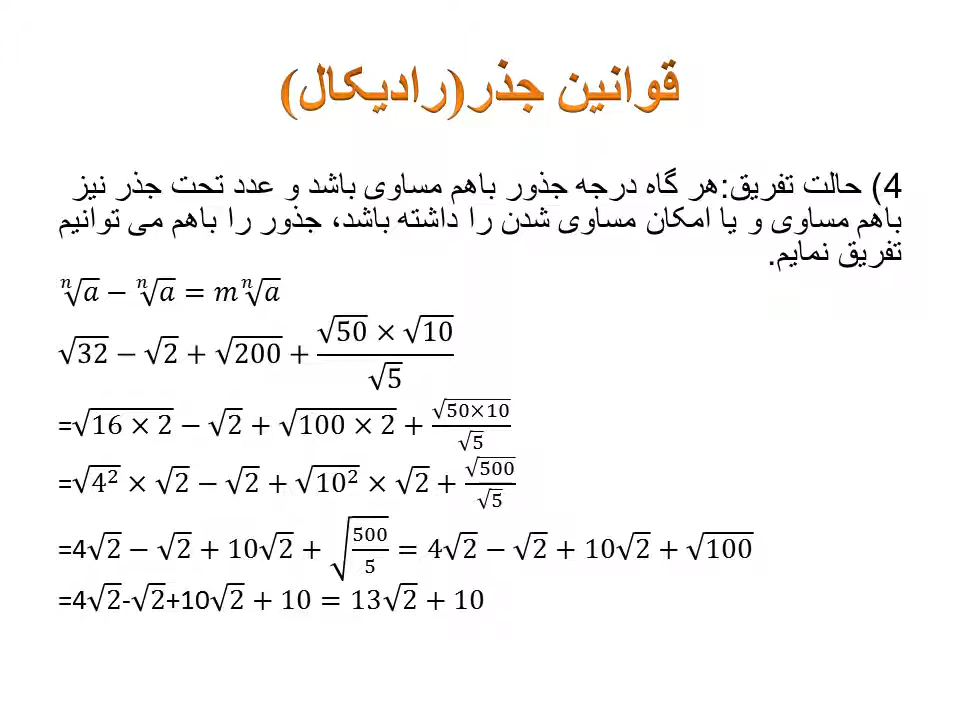 قوانین جذر(رادیکال)
4) حالت تفریق:هر گاه درجه جذور باهم مساوی باشد و عدد تحت جذر نیز
باهم مساوی و یا امکان مساوی شدن را داشته باشد، جذور را باهم می توانیم
تفریق نمایم.
ⁿ√a − ⁿ√a = mⁿ√a
√32 − √2 + √200 + (√50 × √10)/√5
=√(16 × 2) − √2 + √(100 × 2) + √(50×10)/√5
=√(4²) × √2 − √2 + √(10²) × √2 + √500/√5
=4√2 − √2 + 10√2 + √(500/5) = 4√2 − √2 + 10√2 + √100
=4√2-√2+10√2 + 10 = 13√2 + 10